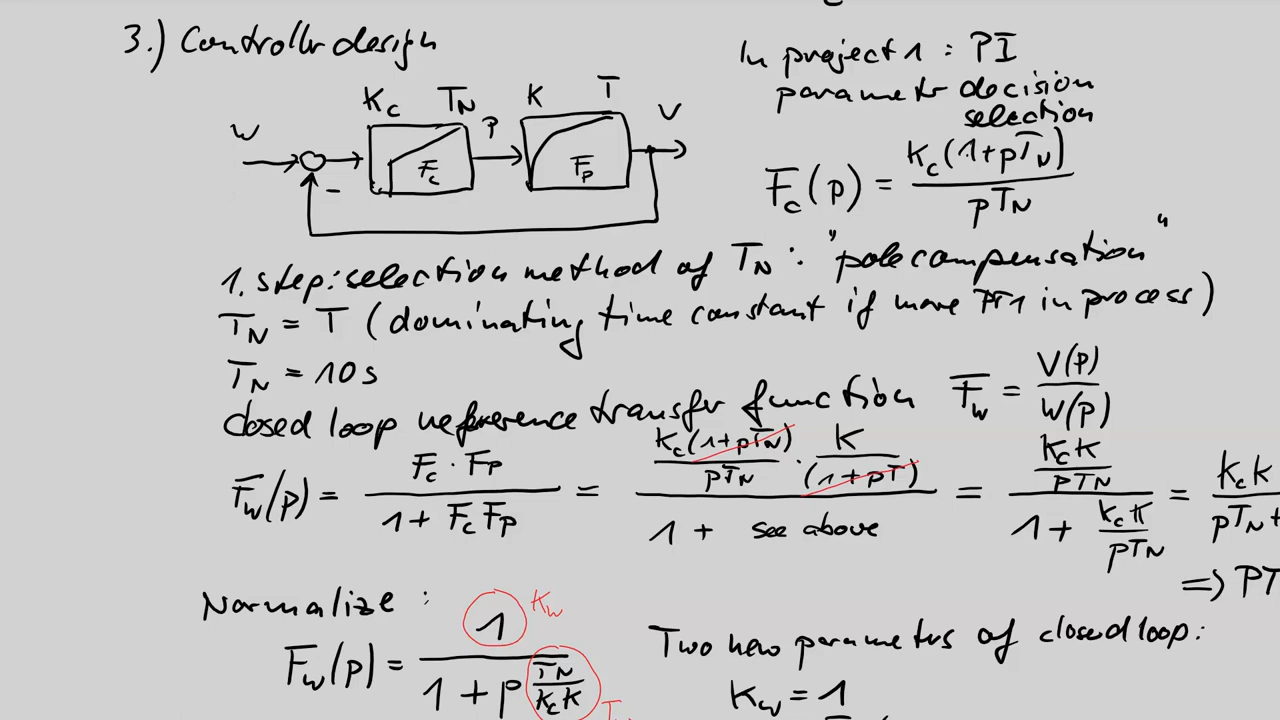 3.) Controller design
In project 1 : PI
parameter decision
selection
W
Kc TN
P
K T
V
Fc
Fp
-
Fc(p) = Kc(1+pTN) / pTN
1. step: selection method of TN : "pole compensation"
TN = T (dominating time constant if more PT1 in process)
TN = 10s
closed loop reference transfer function Fw = V(p) / W(p)
Fw(p) = Fc · Fp / 1 + Fc Fp = Kc(1+pTN) / pTN · K / (1+pT) / 1 + see above = KcK / pTN / 1 + KcK / pTN = KcK / pTN +
=> PT
Normalize :
Fw(p) = 1 / 1 + p TN / KcK
Kw
Two new parameters of closed loop:
Kw = 1